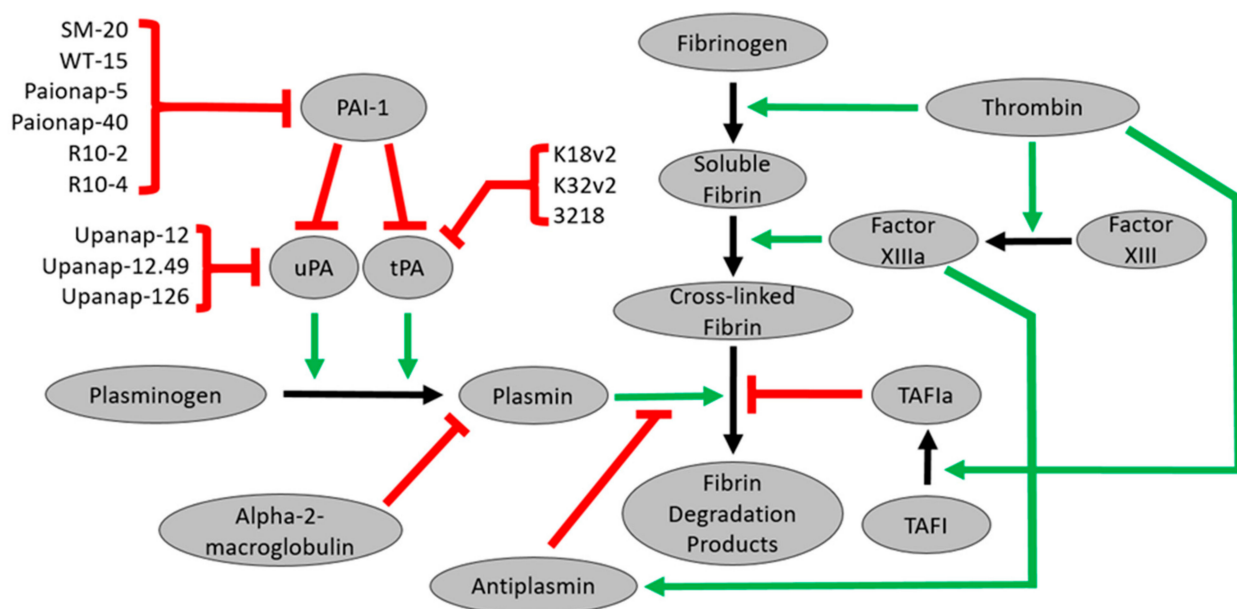 SM-20
WT-15
Paionap-5
Paionap-40
R10-2
R10-4
PAI-1
K18v2
K32v2
3218
Upanap-12
Upanap-12.49
Upanap-126
uPA
tPA
Plasminogen
Plasmin
Alpha-2-
macroglobulin
Antiplasmin
Fibrinogen
Thrombin
Soluble
Fibrin
Factor
XIIIa
Factor
XIII
Cross-linked
Fibrin
TAFIa
TAFI
Fibrin
Degradation
Products